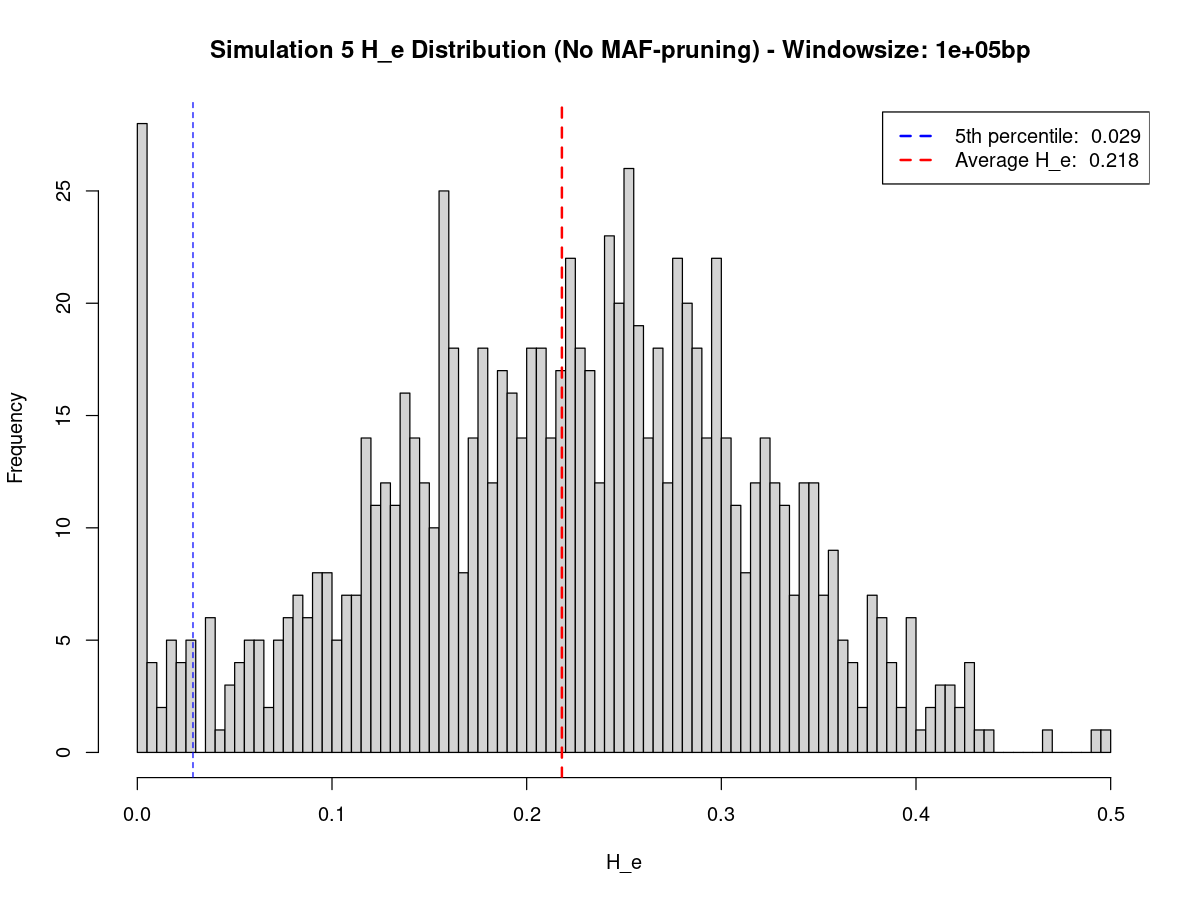 Simulation 5 H_e Distribution (No MAF-pruning) - Windowsize: 1e+05bp
5th percentile:  0.029
Average H_e:  0.218
25
20
15
10
5
0
Frequency
0.0 0.1 0.2 0.3 0.4 0.5
H_e